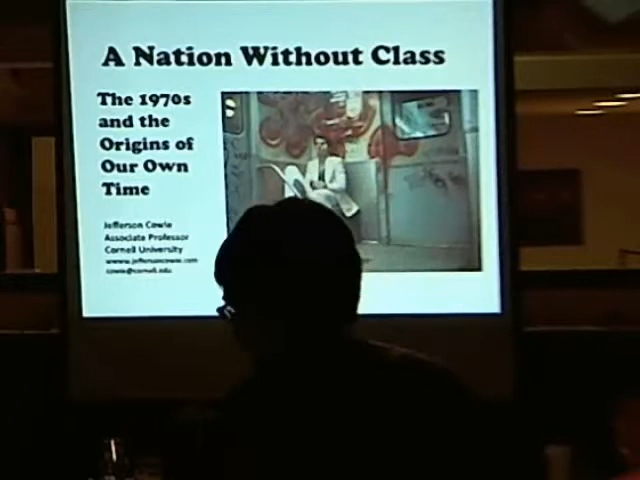 A Nation Without Class
The 1970s
and the
Origins of
Our Own
Time
Jefferson Cowie
Associate Professor
Cornell University
www.jeffersoncowie.com
cowie@cornell.edu